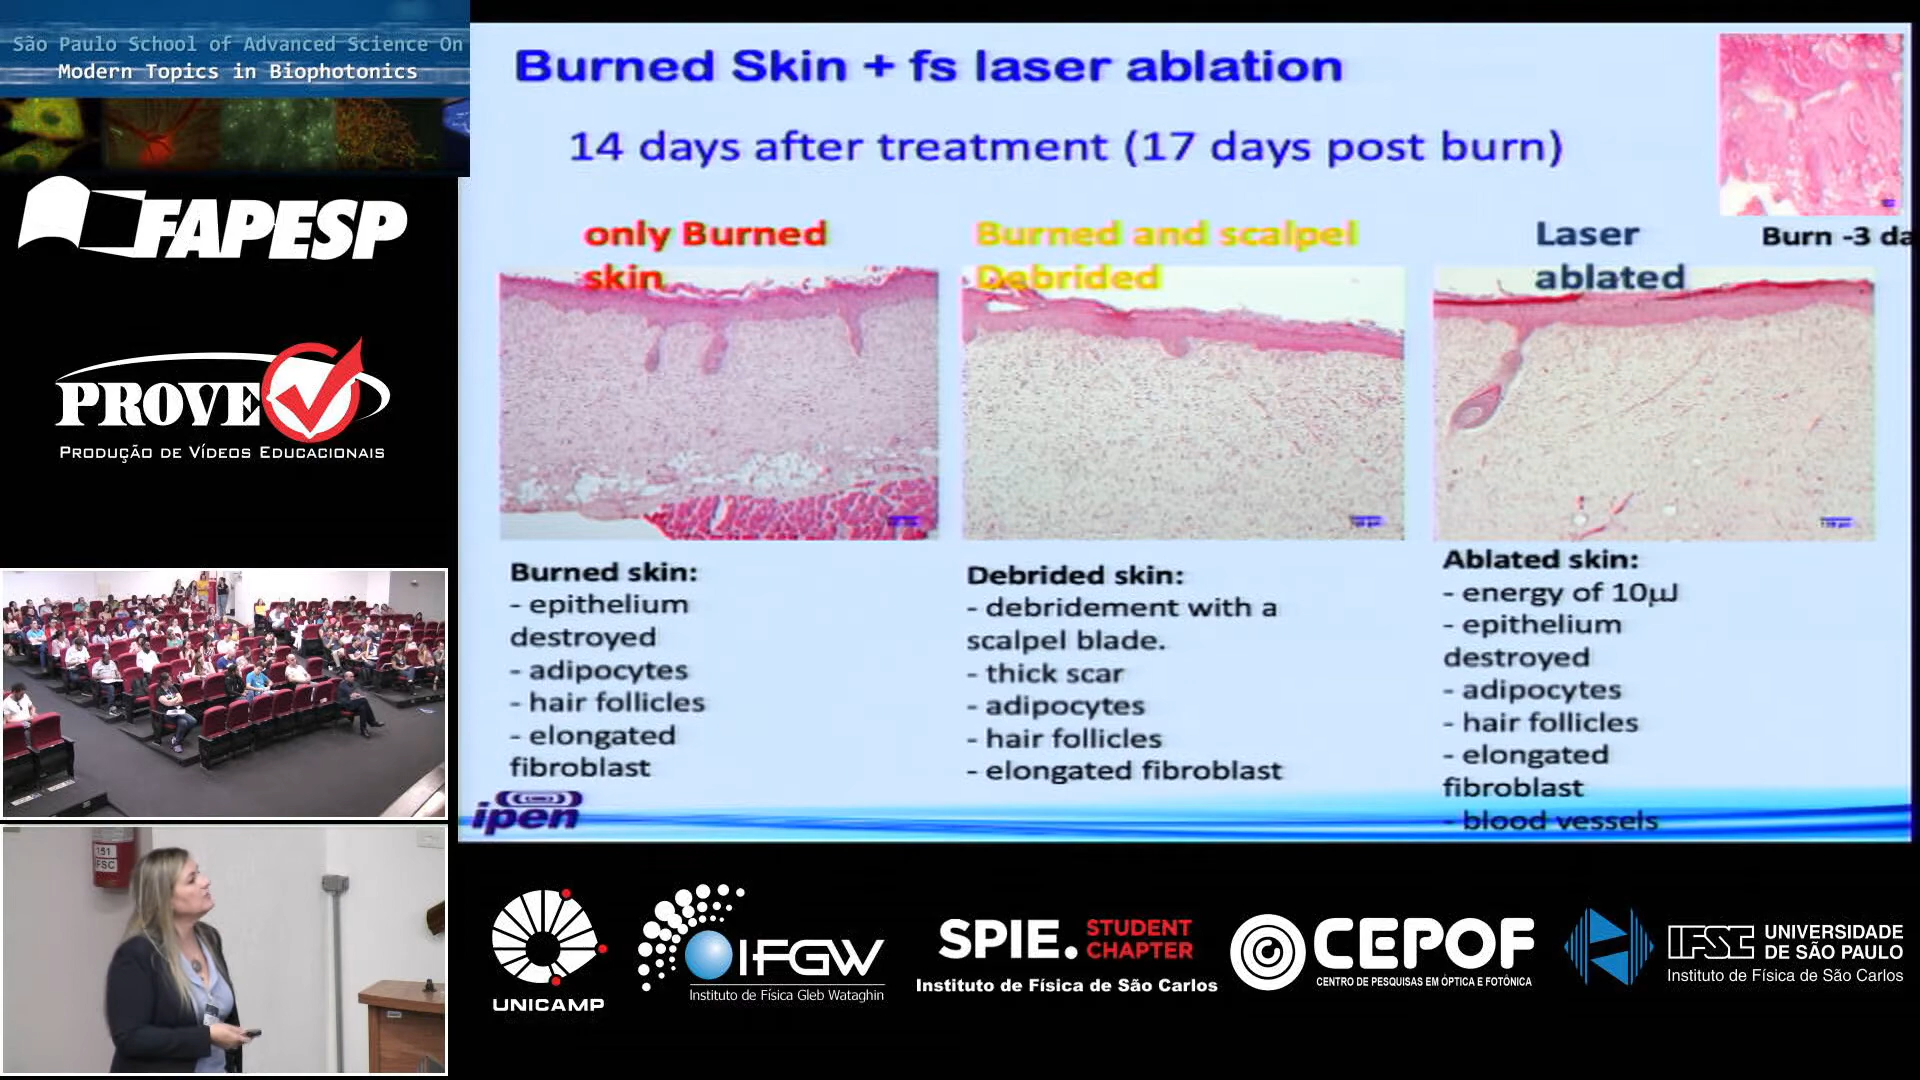 São Paulo School of Advanced Science On
Modern Topics in Biophotonics
FAPESP
PROVE
PRODUÇÃO DE VÍDEOS EDUCACIONAIS
Burned Skin + fs laser ablation
14 days after treatment (17 days post burn)
only Burned
skin
Burned and scalpel
Debrided
Laser
ablated
Burn -3 da
Burned skin:
- epithelium
destroyed
- adipocytes
- hair follicles
- elongated
fibroblast
Debrided skin:
- debridement with a
scalpel blade.
- thick scar
- adipocytes
- hair follicles
- elongated fibroblast
Ablated skin:
- energy of 10µJ
- epithelium
destroyed
- adipocytes
- hair follicles
- elongated
fibroblast
- blood vessels
ipen
151
IFSC
UNICAMP
IFGW
Instituto de Física Gleb Wataghin
SPIE. STUDENT
CHAPTER
Instituto de Física de São Carlos
CEPOF
CENTRO DE PESQUISAS EM ÓPTICA E FOTÔNICA
IFSC UNIVERSIDADE
DE SÃO PAULO
Instituto de Física de São Carlos